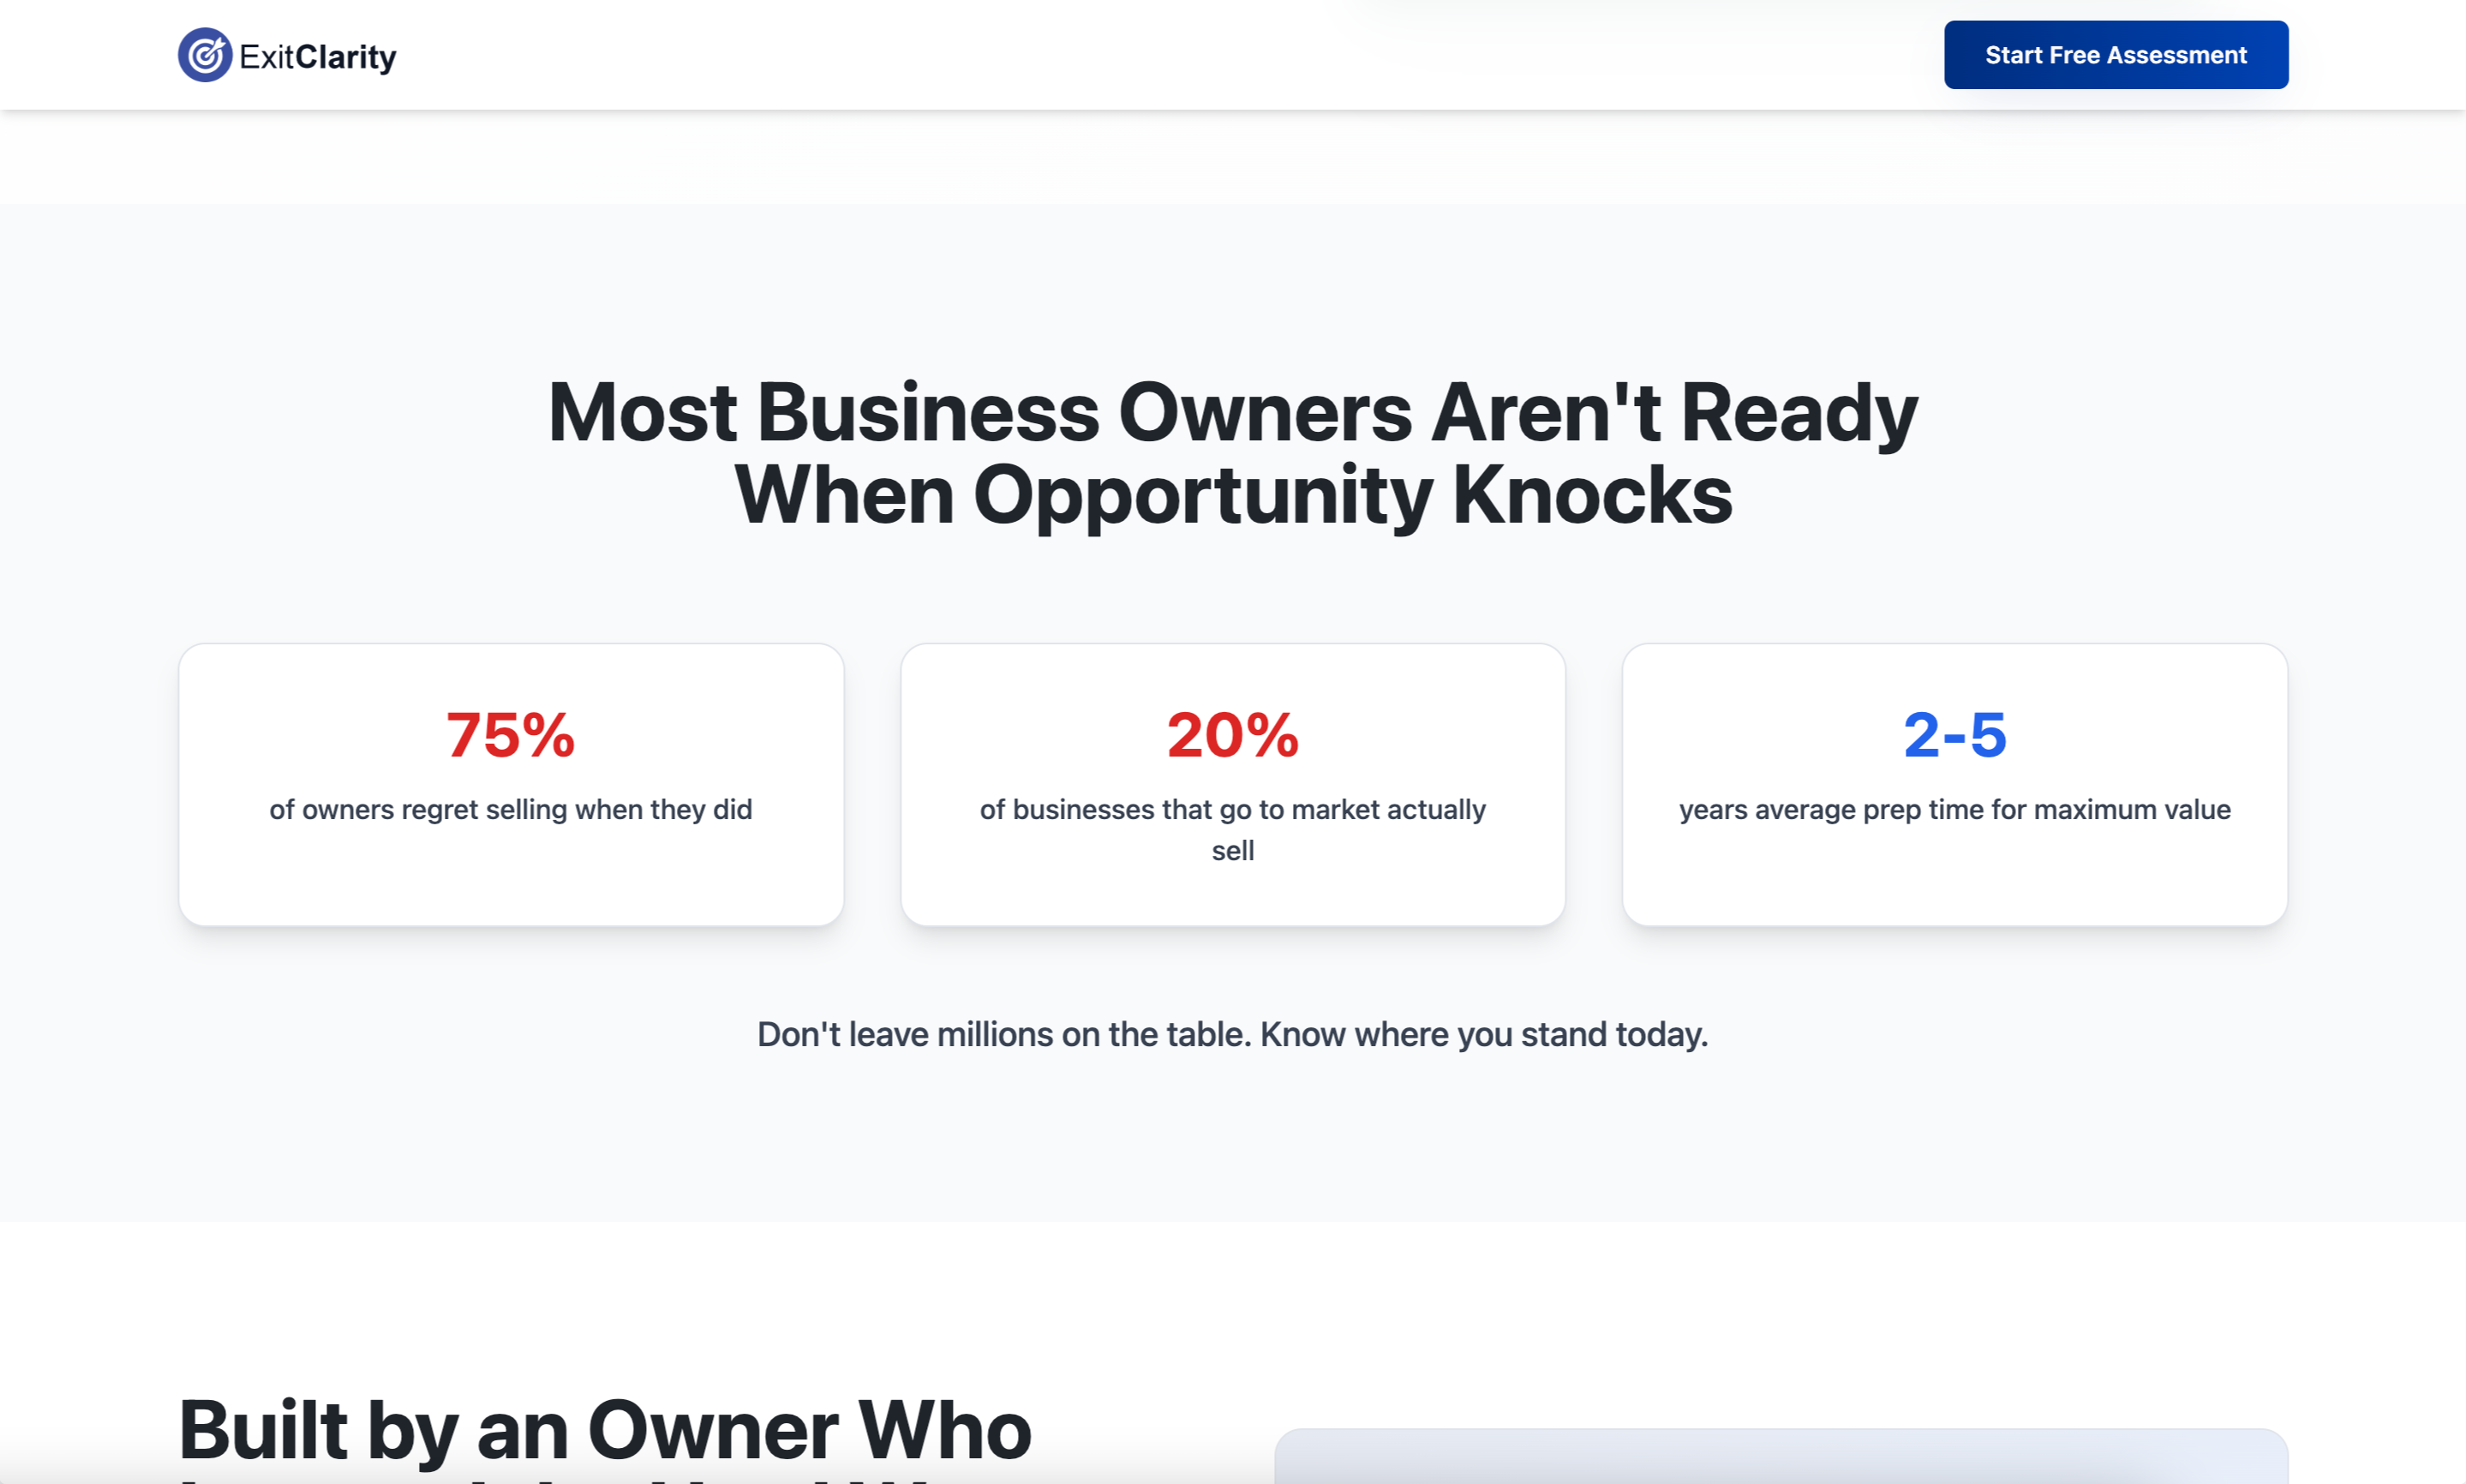 ExitClarity
Start Free Assessment
Most Business Owners Aren't Ready
When Opportunity Knocks
75%
of owners regret selling when they did
20%
of businesses that go to market actually
sell
2-5
years average prep time for maximum value
Don't leave millions on the table. Know where you stand today.
Built by an Owner Who